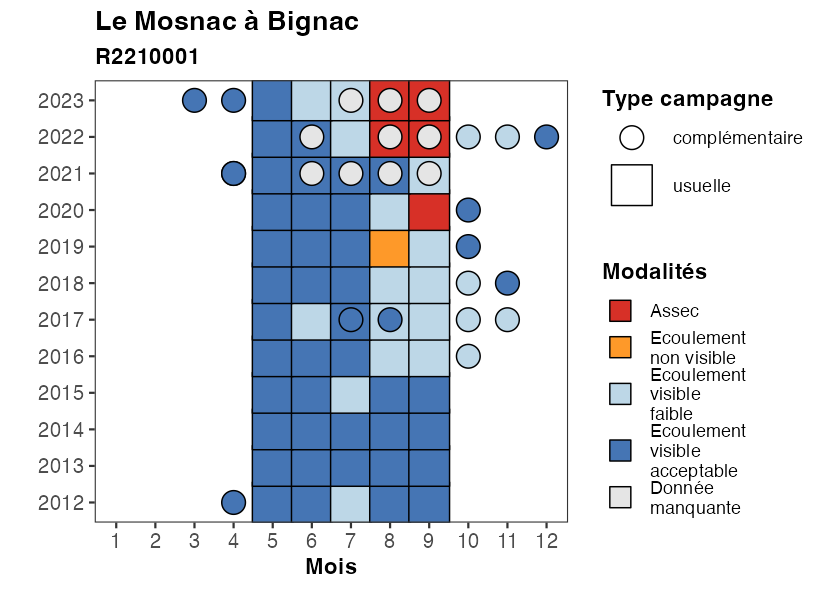 Le Mosnac à Bignac
R2210001
2023
2022
2021
2020
2019
2018
2017
2016
2015
2014
2013
2012
1 2 3 4 5 6 7 8 9 10 11 12
Mois
Type campagne
complémentaire
usuelle
Modalités
Assec
Ecoulement
non visible
Ecoulement
visible
faible
Ecoulement
visible
acceptable
Donnée
manquante